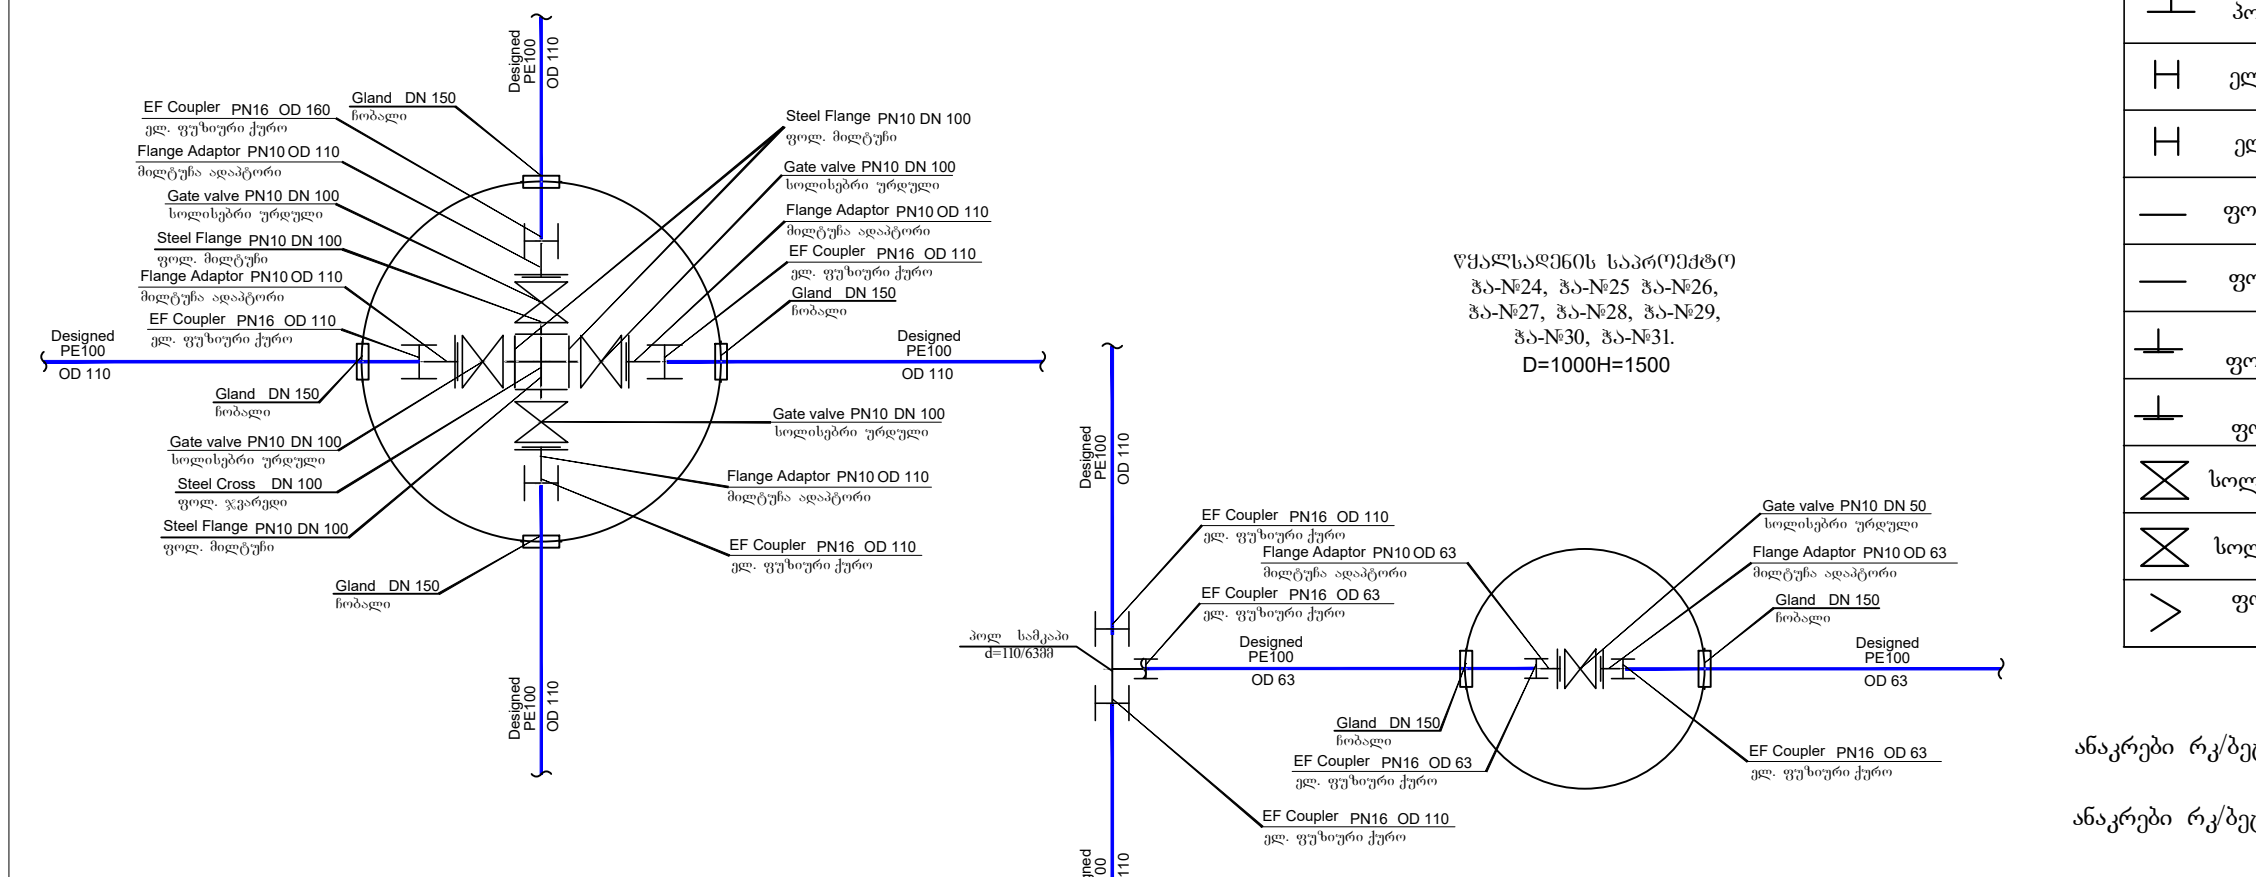 Designed
PE100
OD 110
EF Coupler PN16 OD 160
ელ. ფუზიური ქურო
Gland DN 150
ჩობალი
Flange Adaptor PN10 OD 110
მილტუჩა ადაპტორი
Gate valve PN10 DN 100
სოლისებრი ურდული
Steel Flange PN10 DN 100
ფოლ. მილტუჩი
Flange Adaptor PN10 OD 110
მილტუჩა ადაპტორი
EF Coupler PN16 OD 110
ელ. ფუზიური ქურო
Designed
PE100
OD 110
Gland DN 150
ჩობალი
Gate valve PN10 DN 100
სოლისებრი ურდული
Steel Cross DN 100
ფოლ. ჯვარედი
Steel Flange PN10 DN 100
ფოლ. მილტუჩი
Gland DN 150
ჩობალი
Designed
PE100
OD 110
Steel Flange PN10 DN 100
ფოლ. მილტუჩი
Gate valve PN10 DN 100
სოლისებრი ურდული
Flange Adaptor PN10 OD 110
მილტუჩა ადაპტორი
EF Coupler PN16 OD 110
ელ. ფუზიური ქურო
Gland DN 150
ჩობალი
Designed
PE100
OD 110
Gate valve PN10 DN 100
სოლისებრი ურდული
Flange Adaptor PN10 OD 110
მილტუჩა ადაპტორი
EF Coupler PN16 OD 110
ელ. ფუზიური ქურო
წყალსადენის საპროექტო
ჭა-№24, ჭა-№25 ჭა-№26,
ჭა-№27, ჭა-№28, ჭა-№29,
ჭა-№30, ჭა-№31.
D=1000H=1500
Designed
PE100
OD 110
EF Coupler PN16 OD 110
ელ. ფუზიური ქურო
Flange Adaptor PN10 OD 63
მილტუჩა ადაპტორი
EF Coupler PN16 OD 63
ელ. ფუზიური ქურო
პოლ სამკაპი
d=110/63მმ
Designed
PE100
OD 63
Gland DN 150
ჩობალი
EF Coupler PN16 OD 63
ელ. ფუზიური ქურო
EF Coupler PN16 OD 110
ელ. ფუზიური ქურო
Gate valve PN10 DN 50
სოლისებრი ურდული
Flange Adaptor PN10 OD 63
მილტუჩა ადაპტორი
Gland DN 150
ჩობალი
Designed
PE100
OD 63
EF Coupler PN16 OD 63
ელ. ფუზიური ქურო
110
ანაკრები რკ/ბეტ
ანაკრები რკ/ბეტ